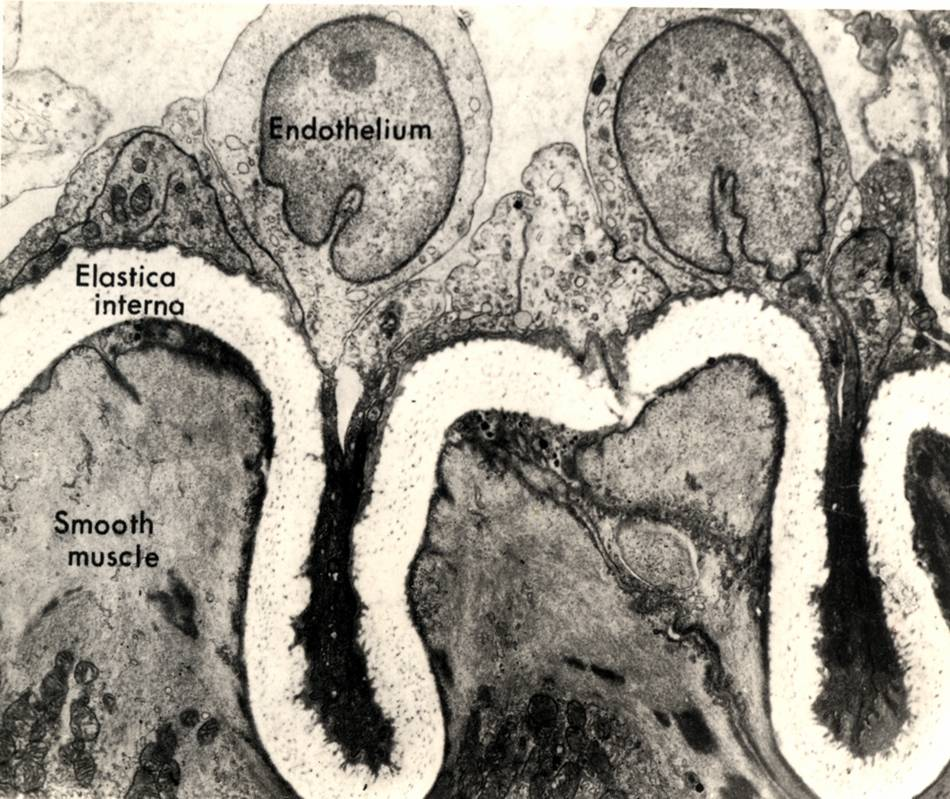 Endothelium
Elastica
interna
Smooth
muscle